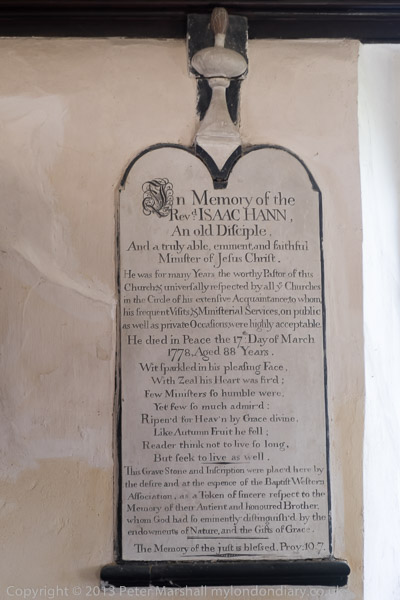 In Memory of the
Revd. ISAAC HANN,
An old Diſciple,
And a truly able, eminent and faithful
Miniſter of Jeſus Chriſt.
He was for many Years the worthy Paſtor of this
Church; & univerſally reſpected by all ye Churches
in the Circle of his extenſive Acquaintance; to whom
his frequent Viſits & Miniſterial Services, on public
as well as private Occaſions were highly acceptable.
He died in Peace the 17th Day of March
1778, Aged 88 Years.
Wit ſparkled in his pleaſing Face,
With Zeal his Heart was fir'd;
Few Miniſters ſo humble were,
Yet few ſo much admir'd:
Ripen'd for Heav'n by Grace divine,
Like Autumn Fruit he fell;
Reader think not to live ſo long,
But ſeek to live as well.
This Grave Stone and Inſcription were plac'd here by
the deſire and at the expence of the Baptiſt Weſtern
Aſſociation, as a Token of ſincere reſpect to the
Memory of their Antient and honoured Brother,
whom God had ſo eminently diſtinguiſh'd by the
endowments of Nature, and the Gifts of Grace.
The Memory of the juſt is bleſſed, Prov: 10. 7.
Copyright © 2013 Peter Marshall mylondondiary.co.uk